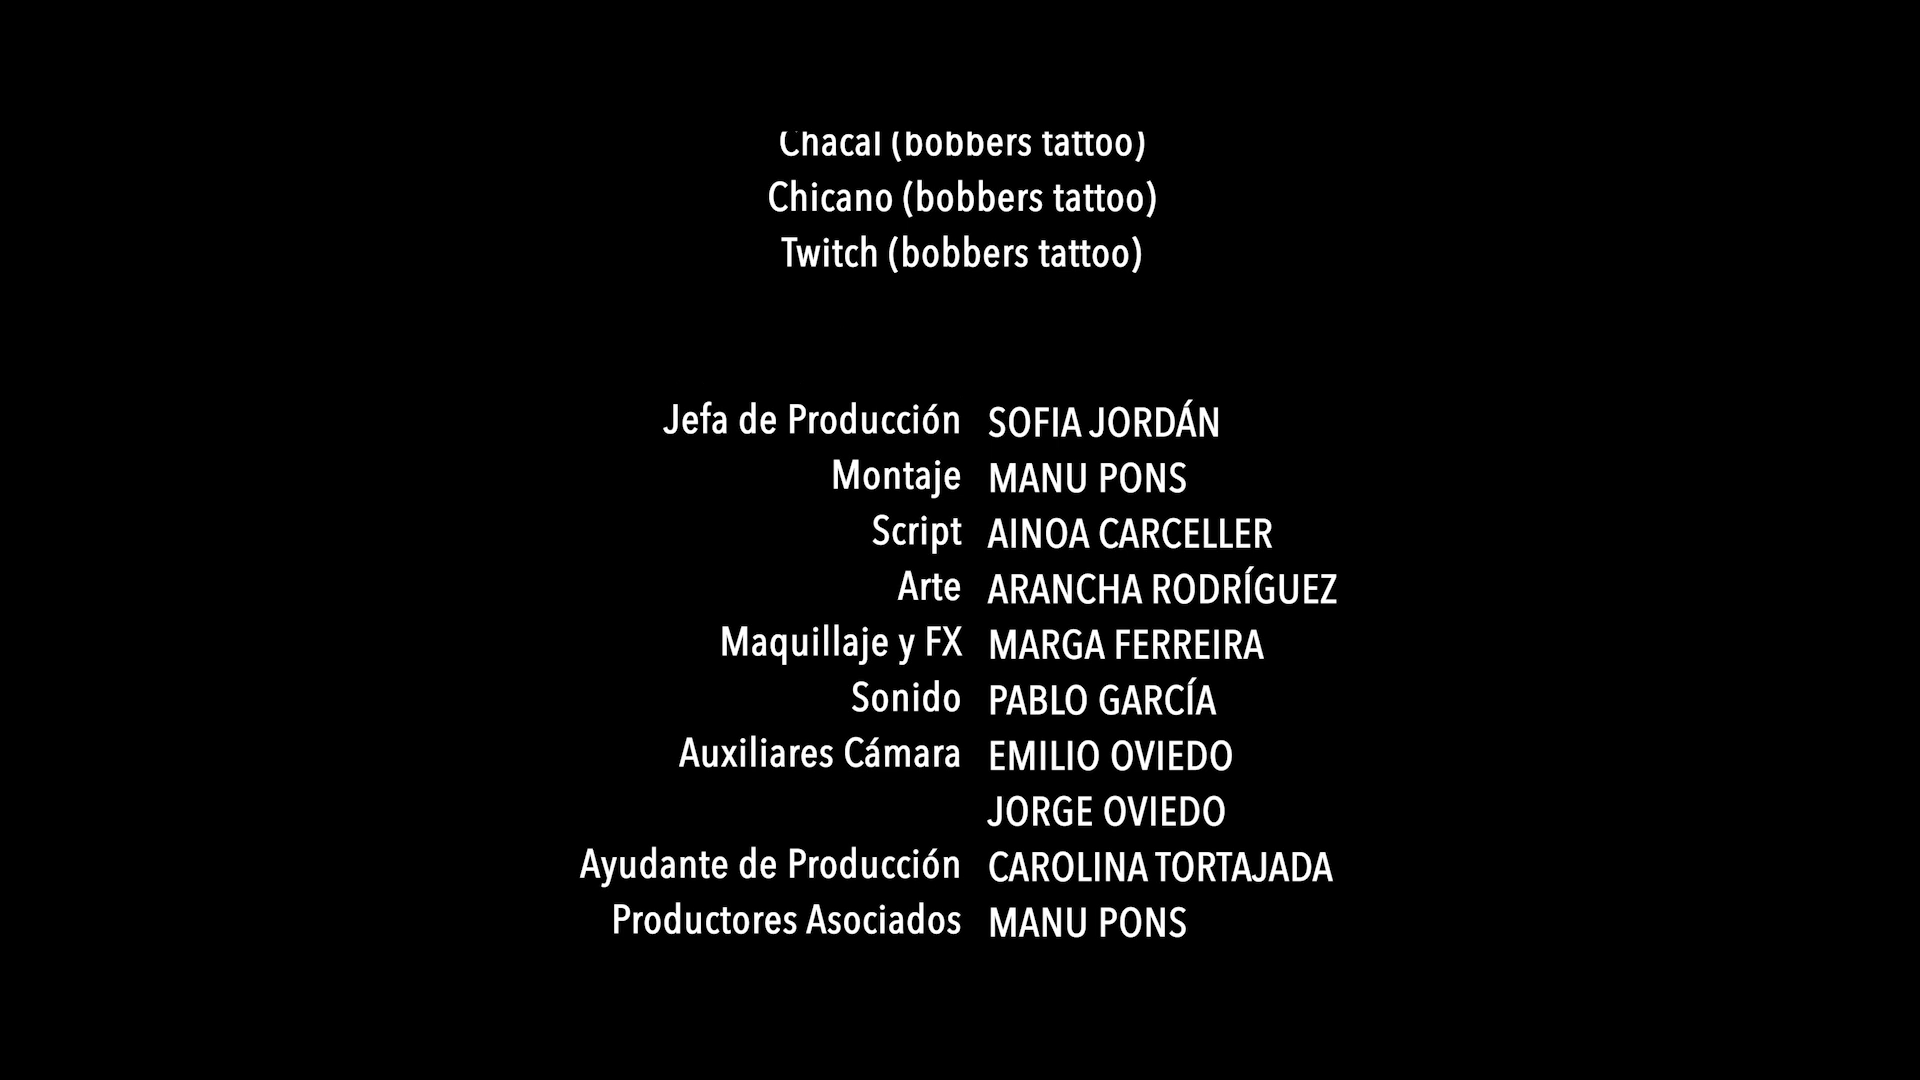 Chacal (bobbers tattoo)
Chicano (bobbers tattoo)
Twitch (bobbers tattoo)
Jefa de Producción SOFIA JORDÁN
Montaje MANU PONS
Script AINOA CARCELLER
Arte ARANCHA RODRÍGUEZ
Maquillaje y FX MARGA FERREIRA
Sonido PABLO GARCÍA
Auxiliares Cámara EMILIO OVIEDO
JORGE OVIEDO
Ayudante de Producción CAROLINA TORTAJADA
Productores Asociados MANU PONS